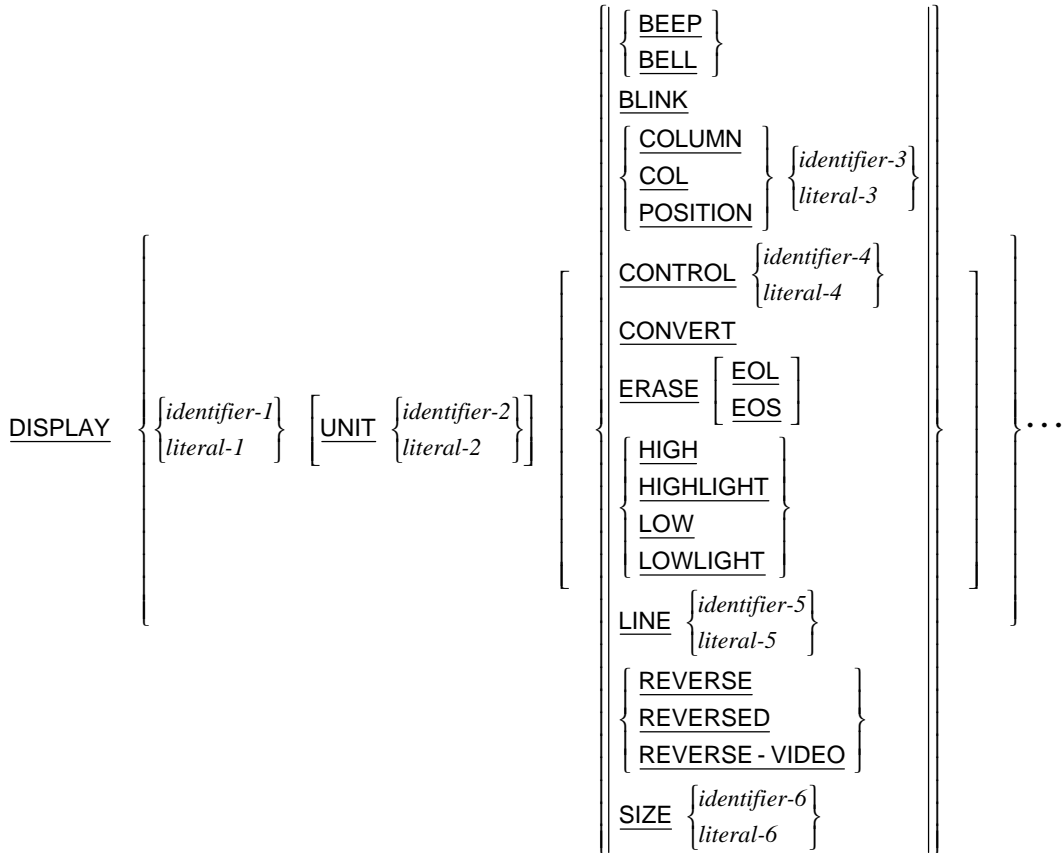 BEEP
BELL
BLINK
COLUMN
COL
POSITION
identifier-3
literal-3
CONTROL identifier-4
literal-4
CONVERT
ERASE EOL
EOS
DISPLAY identifier-1
literal-1
UNIT identifier-2
literal-2
...
HIGH
HIGHLIGHT
LOW
LOWLIGHT
LINE identifier-5
literal-5
REVERSE
REVERSED
REVERSE - VIDEO
SIZE identifier-6
literal-6